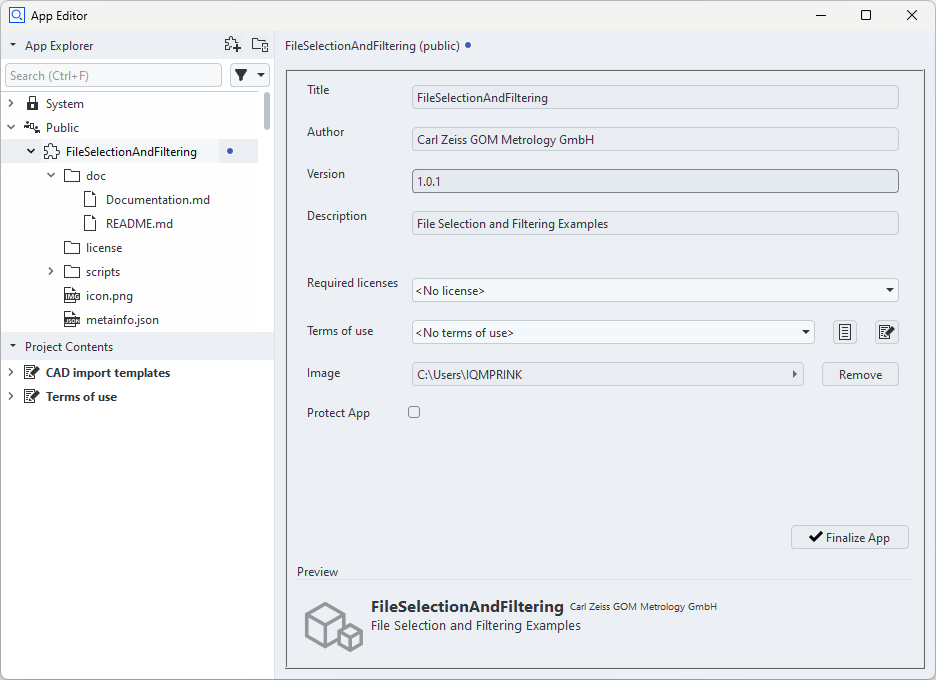 App Editor
App Explorer
Search (Ctrl+F)
System
Public
FileSelectionAndFiltering
doc
Documentation.md
README.md
license
scripts
IMG icon.png
JSON metainfo.json
Project Contents
CAD import templates
Terms of use
FileSelectionAndFiltering (public)
Title
FileSelectionAndFiltering
Author
Carl Zeiss GOM Metrology GmbH
Version
1.0.1
Description
File Selection and Filtering Examples
Required licenses
<No license>
Terms of use
<No terms of use>
Image
C:\Users\IQMPRINK
Remove
Protect App
Finalize App
Preview
FileSelectionAndFiltering Carl Zeiss GOM Metrology GmbH
File Selection and Filtering Examples